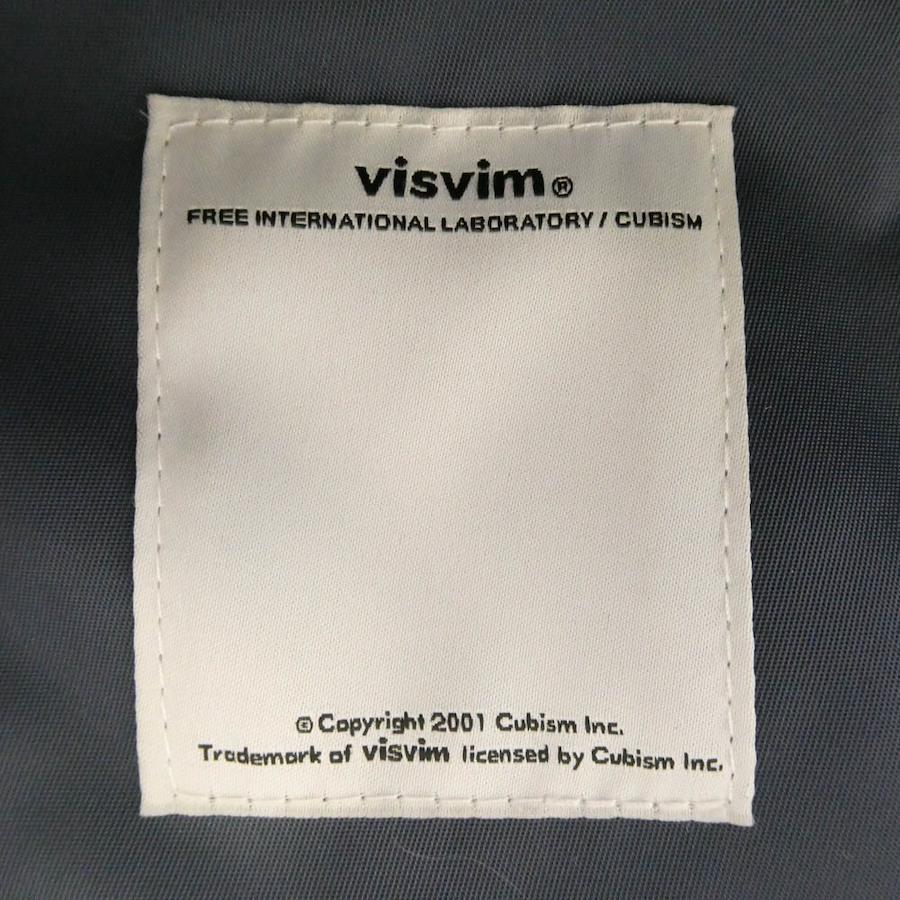 visvim®
FREE INTERNATIONAL LABORATORY / CUBISM
© Copyright 2001 Cubism Inc.
Trademark of visvim licensed by Cubism Inc.